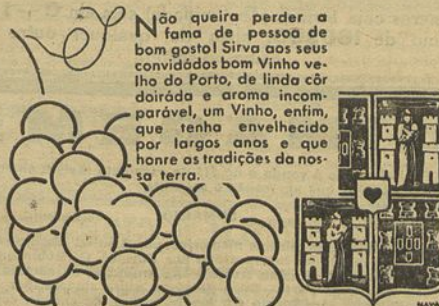 Não queira perder a
fama de pessoa de
bom gosto! Sirva aos seus
convidádos bom Vinho ve-
lho do Porto, de linda côr
doiráda e aroma incom-
parável, um Vinho, enfim,
que tenha envelhecido
por largos anos e que
honre as tradições da nos-
sa terra.